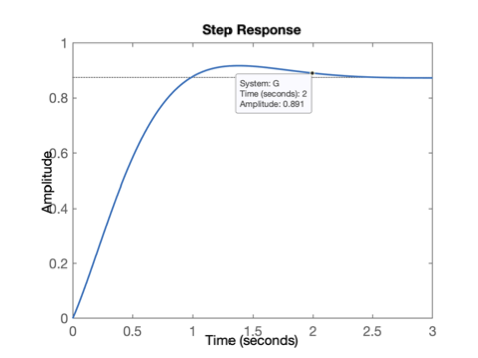 Step Response
1
0.8
0.6
0.4
0.2
0
Amplitude
System: G
Time (seconds): 2
Amplitude: 0.891
0 0.5 1 1.5 2 2.5 3
Time (seconds)